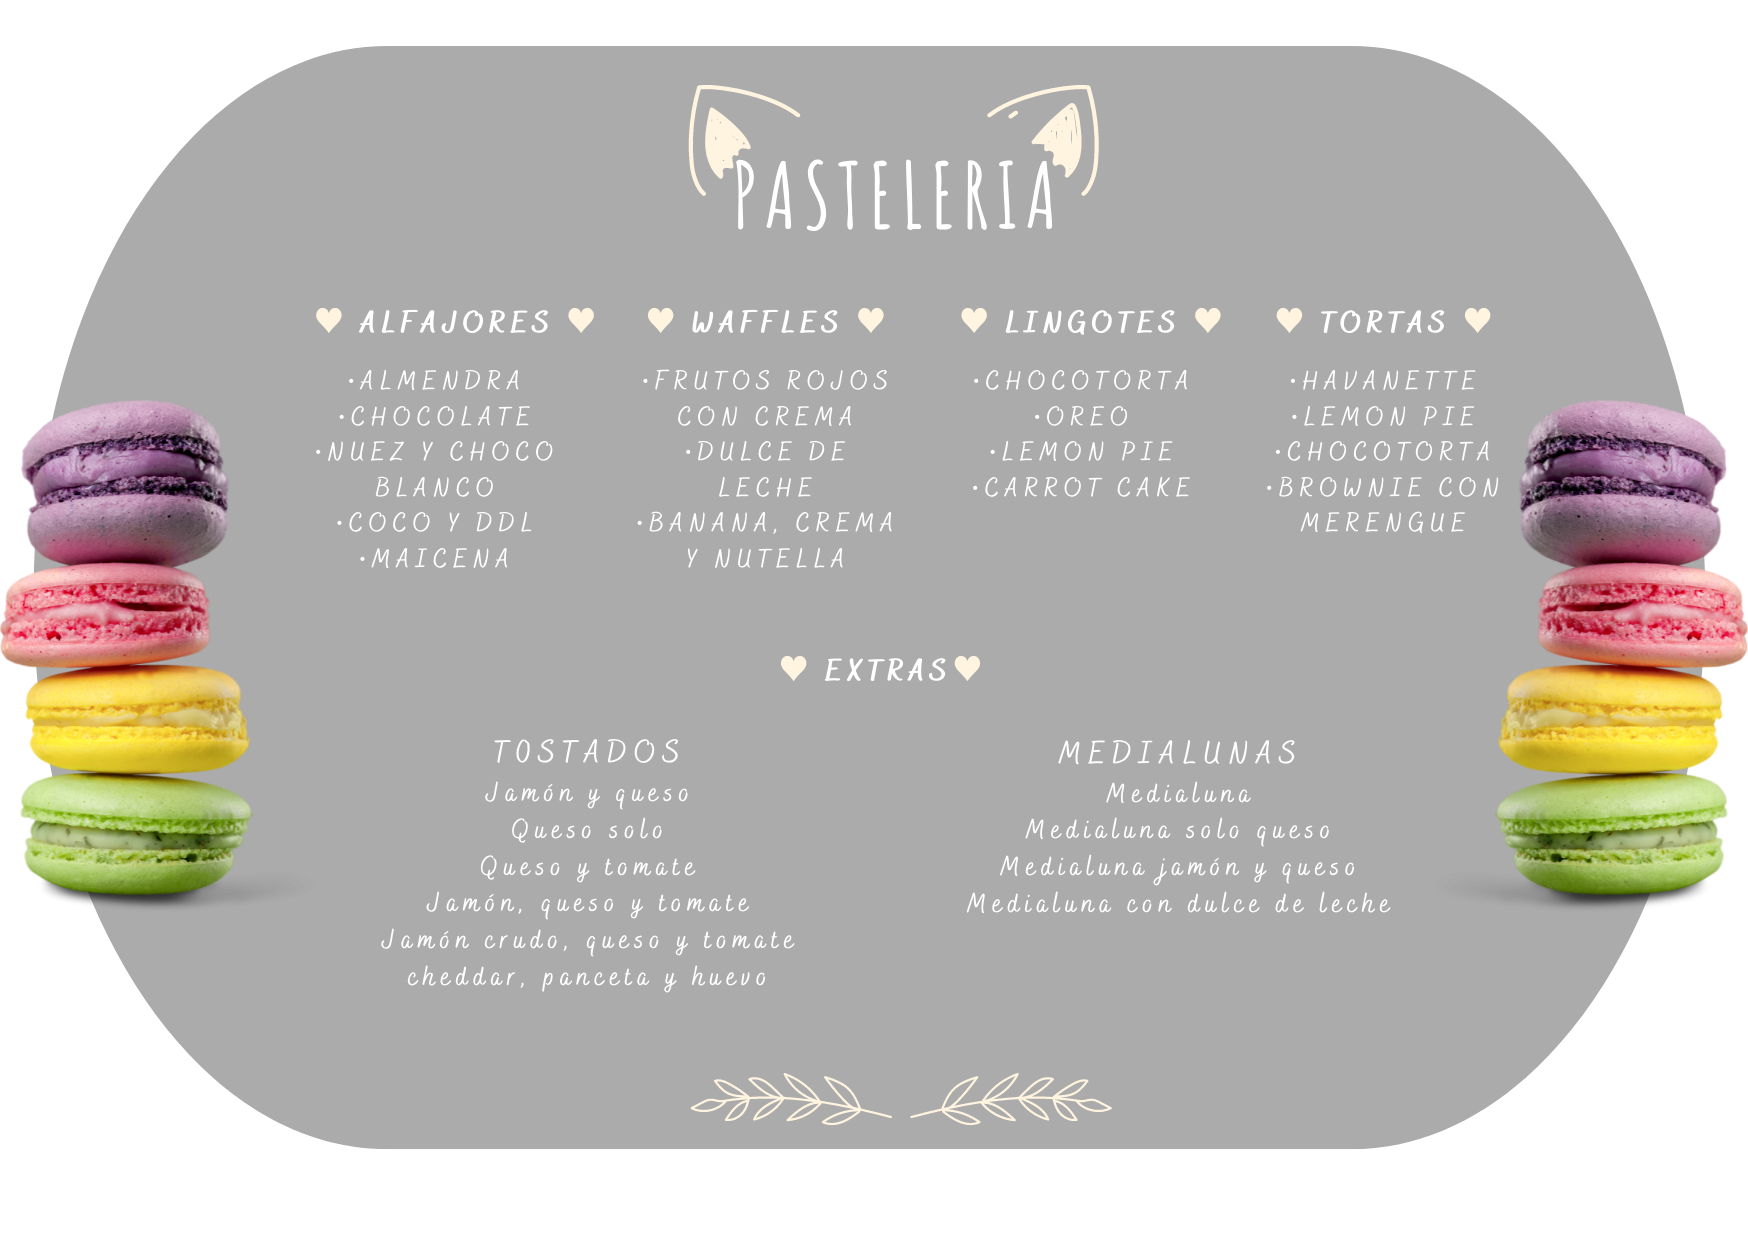 PASTELERIA
ALFAJORES
·ALMENDRA
·CHOCOLATE
·NUEZ Y CHOCO
BLANCO
·COCO Y DDL
·MAICENA
WAFFLES
·FRUTOS ROJOS
CON CREMA
·DULCE DE
LECHE
·BANANA, CREMA
Y NUTELLA
LINGOTES
·CHOCOTORTA
·OREO
·LEMON PIE
·CARROT CAKE
TORTAS
·HAVANETTE
·LEMON PIE
·CHOCOTORTA
·BROWNIE CON
MERENGUE
EXTRAS
TOSTADOS
Jamón y queso
Queso solo
Queso y tomate
Jamón, queso y tomate
Jamón crudo, queso y tomate
cheddar, panceta y huevo
MEDIALUNAS
Medialuna
Medialuna solo queso
Medialuna jamón y queso
Medialuna con dulce de leche